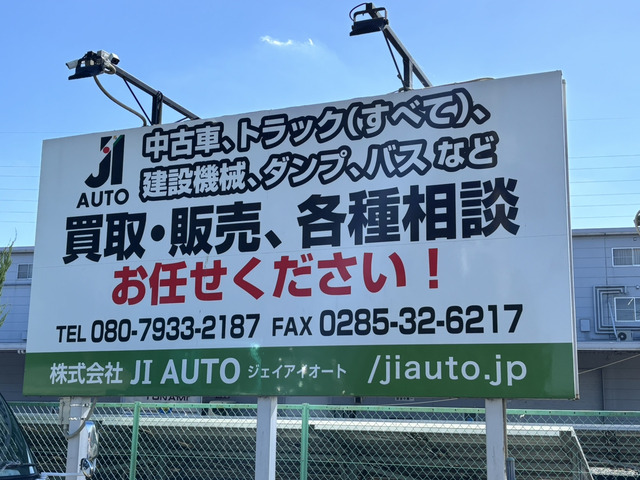 JI
AUTO
中古車、トラック(すべて)、
建設機械、ダンプ、バス など
買取・販売、各種相談
お任せください！
TEL 080-7933-2187 FAX 0285-32-6217
株式会社 JI AUTO ジェイアイオート /jiauto.jp